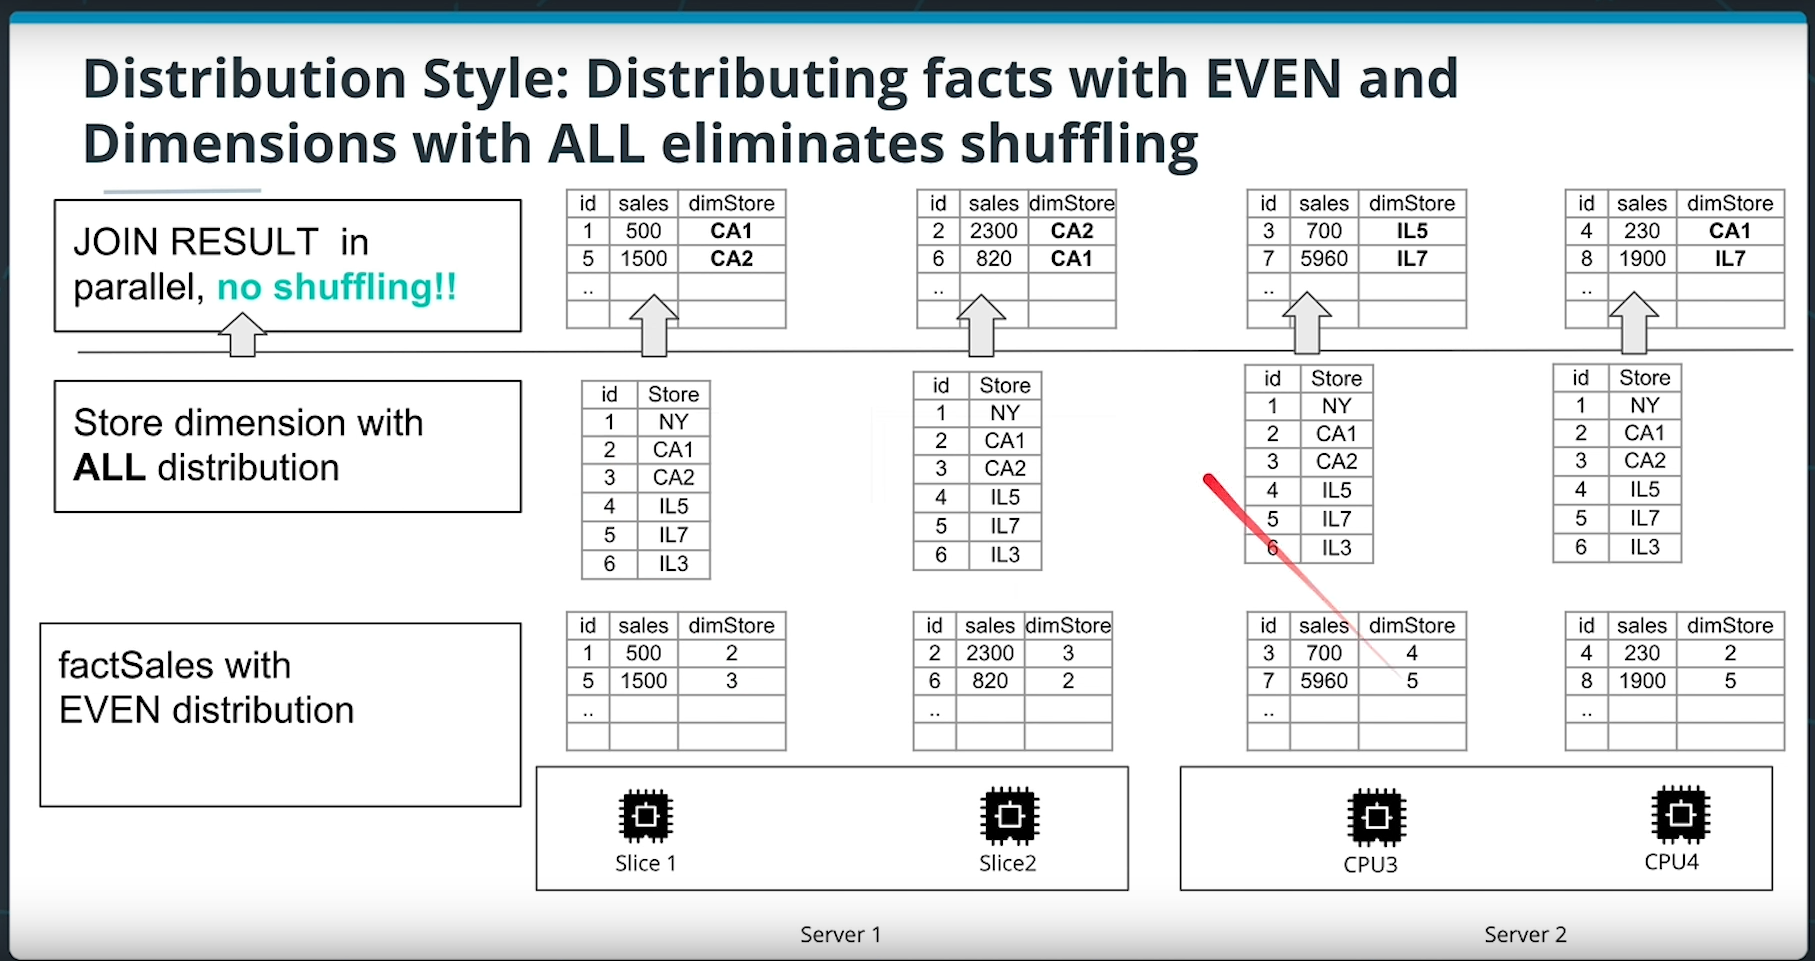 Distribution Style: Distributing facts with EVEN and
Dimensions with ALL eliminates shuffling
JOIN RESULT in
parallel, no shuffling!!
id sales dimStore
1 500 CA1
5 1500 CA2
..
id sales dimStore
2 2300 CA2
6 820 CA1
..
id sales dimStore
3 700 IL5
7 5960 IL7
..
id sales dimStore
4 230 CA1
8 1900 IL7
..
Store dimension with
ALL distribution
id Store
1 NY
2 CA1
3 CA2
4 IL5
5 IL7
6 IL3
id Store
1 NY
2 CA1
3 CA2
4 IL5
5 IL7
6 IL3
id Store
1 NY
2 CA1
3 CA2
4 IL5
5 IL7
6 IL3
id Store
1 NY
2 CA1
3 CA2
4 IL5
5 IL7
6 IL3
factSales with
EVEN distribution
id sales dimStore
1 500 2
5 1500 3
..
id sales dimStore
2 2300 3
6 820 2
..
id sales dimStore
3 700 4
7 5960 5
..
id sales dimStore
4 230 2
8 1900 5
..
Slice 1
Slice2
CPU3
CPU4
Server 1
Server 2